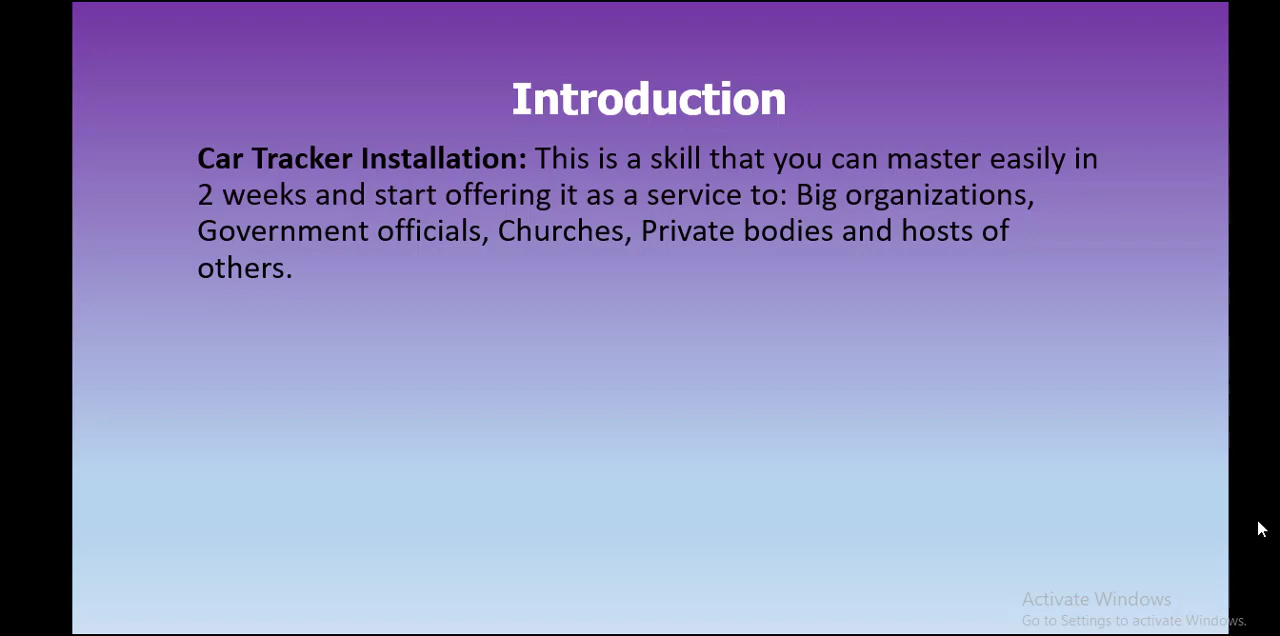 Introduction
Car Tracker Installation: This is a skill that you can master easily in
2 weeks and start offering it as a service to: Big organizations,
Government officials, Churches, Private bodies and hosts of
others.
Activate Windows
Go to Settings to activate Windows.